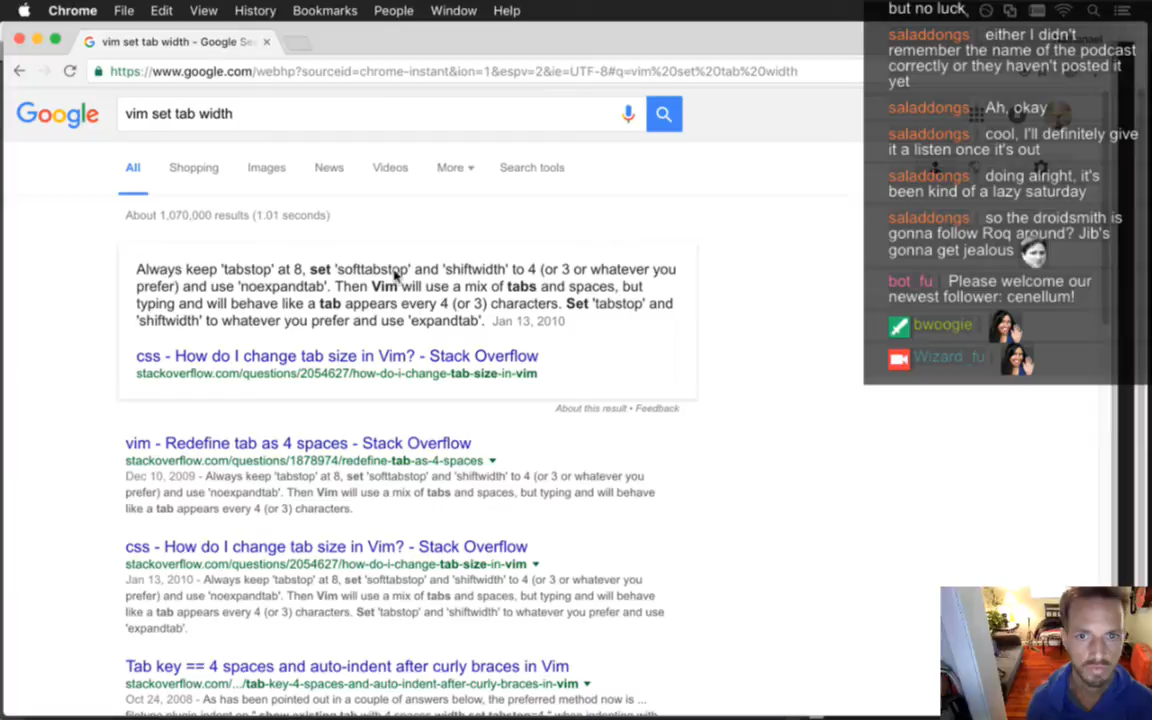 Chrome File Edit View History Bookmarks People Window Help
vim set tab width - Google Se
https://www.google.com/webhp?sourceid=chrome-instant&ion=1&espv=2&ie=UTF-8#q=vim%20set%20tab%20width
Google
vim set tab width
All Shopping Images News Videos More Search tools
About 1,070,000 results (1.01 seconds)
Always keep 'tabstop' at 8, set 'softtabstop' and 'shiftwidth' to 4 (or 3 or whatever you
prefer) and use 'noexpandtab'. Then Vim will use a mix of tabs and spaces, but
typing and will behave like a tab appears every 4 (or 3) characters. Set 'tabstop' and
'shiftwidth' to whatever you prefer and use 'expandtab'. Jan 13, 2010
css - How do I change tab size in Vim? - Stack Overflow
stackoverflow.com/questions/2054627/how-do-i-change-tab-size-in-vim
About this result • Feedback
vim - Redefine tab as 4 spaces - Stack Overflow
stackoverflow.com/questions/1878974/redefine-tab-as-4-spaces
Dec 10, 2009 - Always keep 'tabstop' at 8, set 'softtabstop' and 'shiftwidth' to 4 (or 3 or whatever you
prefer) and use 'noexpandtab'. Then Vim will use a mix of tabs and spaces, but typing and will behave
like a tab appears every 4 (or 3) characters.
css - How do I change tab size in Vim? - Stack Overflow
stackoverflow.com/questions/2054627/how-do-i-change-tab-size-in-vim
Jan 13, 2010 - Always keep 'tabstop' at 8, set 'softtabstop' and 'shiftwidth' to 4 (or 3 or whatever you
prefer) and use 'noexpandtab'. Then Vim will use a mix of tabs and spaces, but typing and will behave
like a tab appears every 4 (or 3) characters. Set 'tabstop' and 'shiftwidth' to whatever you prefer and use
'expandtab'.
Tab key == 4 spaces and auto-indent after curly braces in Vim
stackoverflow.com/.../tab-key-4-spaces-and-auto-indent-after-curly-braces-in-vim
Oct 24, 2008 - As has been pointed out in a couple of answers below, the preferred method now is ...
but no luck
saladdongs either I didn't
remember the name of the podcast
correctly or they haven't posted it
yet
saladdongs Ah, okay
saladdongs cool, I'll definitely give
it a listen once it's out
saladdongs doing alright, it's
been kind of a lazy saturday
saladdongs so the droidsmith is
gonna follow Roq around? Jib's
gonna get jealous
bot_fu Please welcome our
newest follower: cenellum!
bwoogie
Wizard_fu